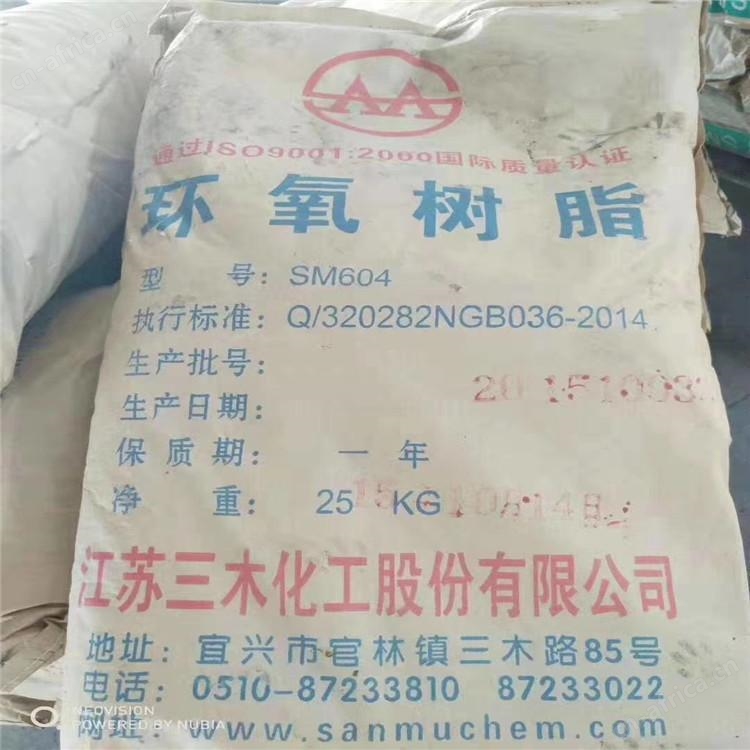 通过ISO9001:2000国际质量认证
环氧树脂
型 号: SM604
执行标准: Q/320282NGB036-2014
生产批号:
生产日期:
保质期: 一年
净 重: 25 KG
江苏三木化工股份有限公司
地址: 宜兴市官林镇三木路85号
电话: 0510-87233810 87233022
网址: www.sanmuchem.com
NEOVISION
POWERED BY NUBIA